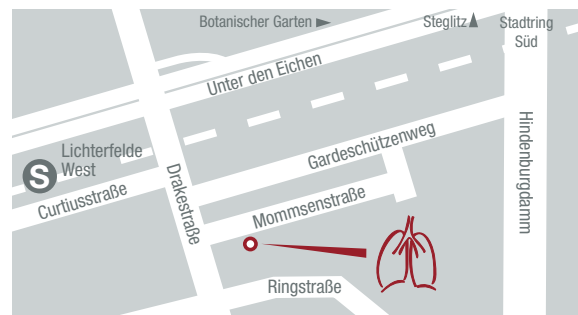 Botanischer Garten
Steglitz
Stadtring
Süd
Unter den Eichen
Hindenburgdamm
Lichterfelde
West
S
Gardeschützenweg
Curtiusstraße
Drakestraße
Mommsenstraße
Ringstraße